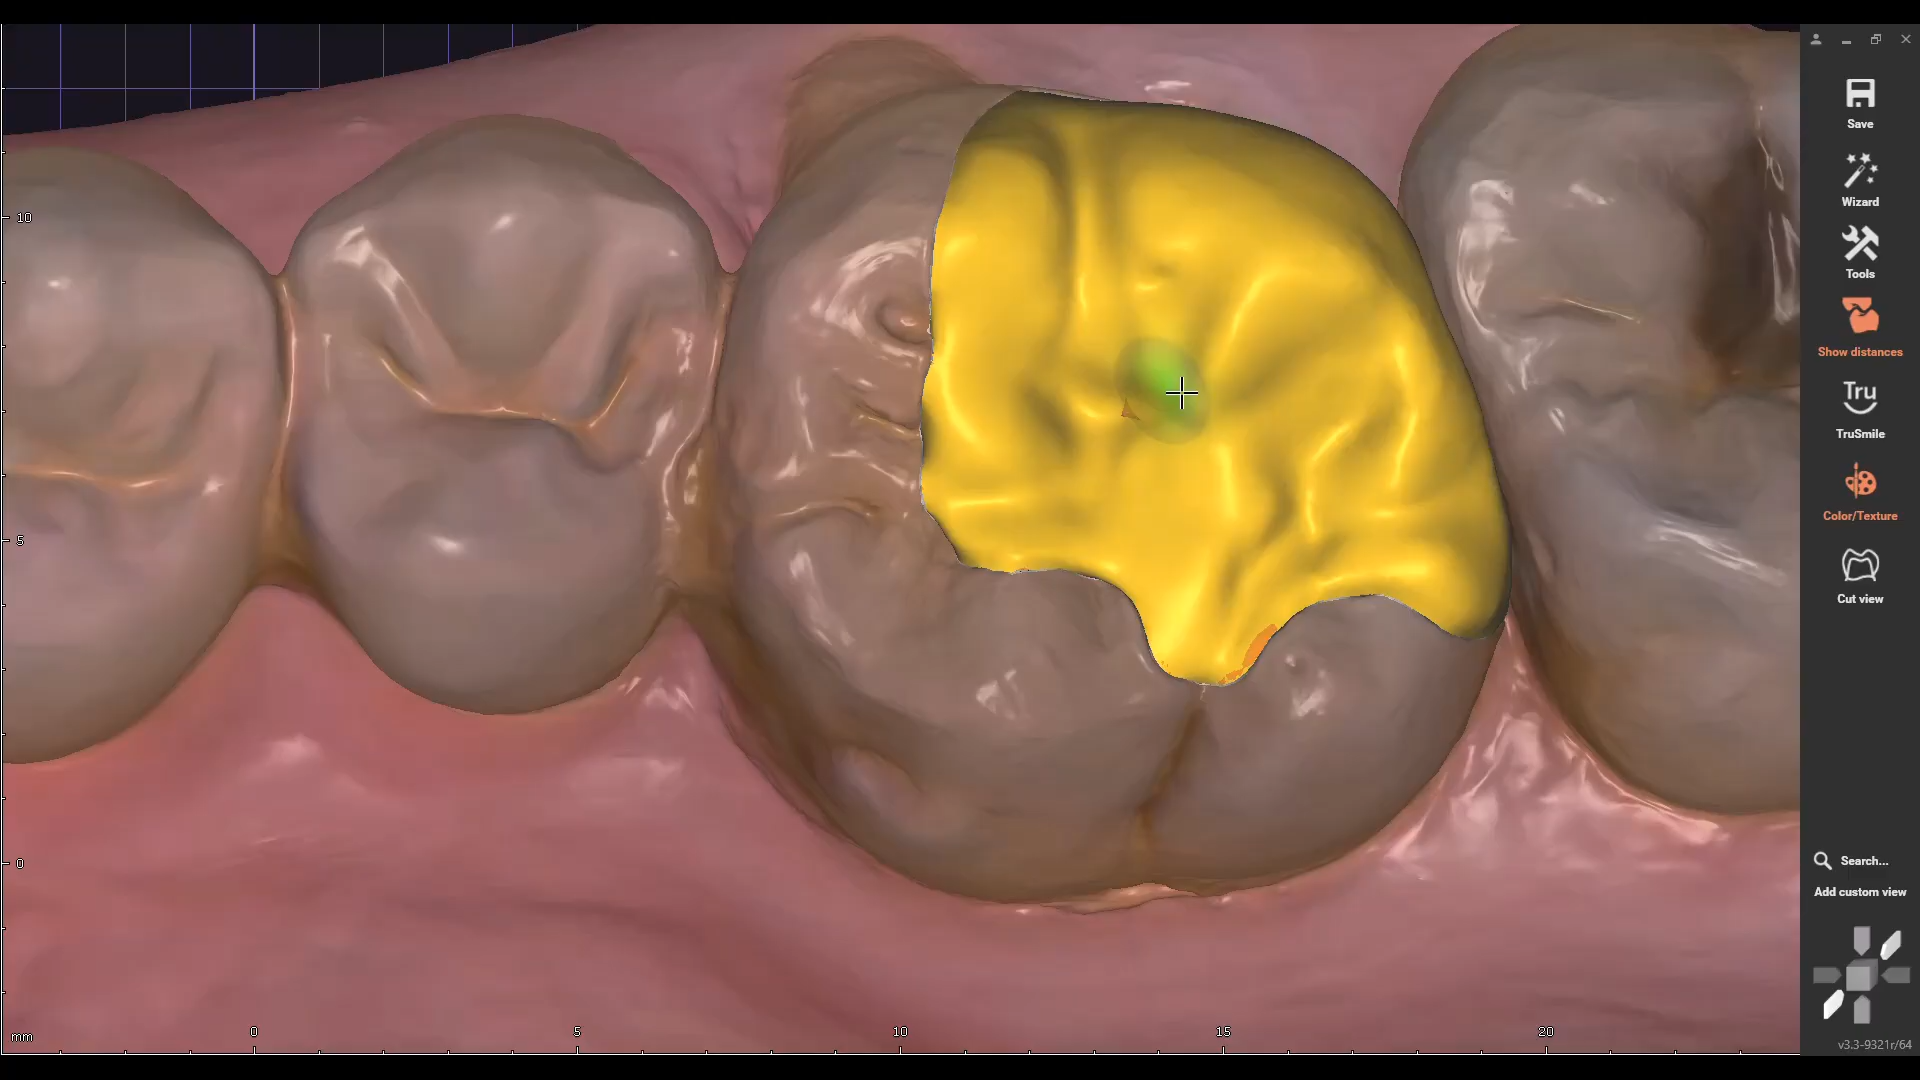 Save
Wizard
10
Tools
Show distances
Tru
TruSmile
5
Color/Texture
Cut view
0
Search...
Add custom view
mm
0
5
10
15
20
v3.3-9321r/64